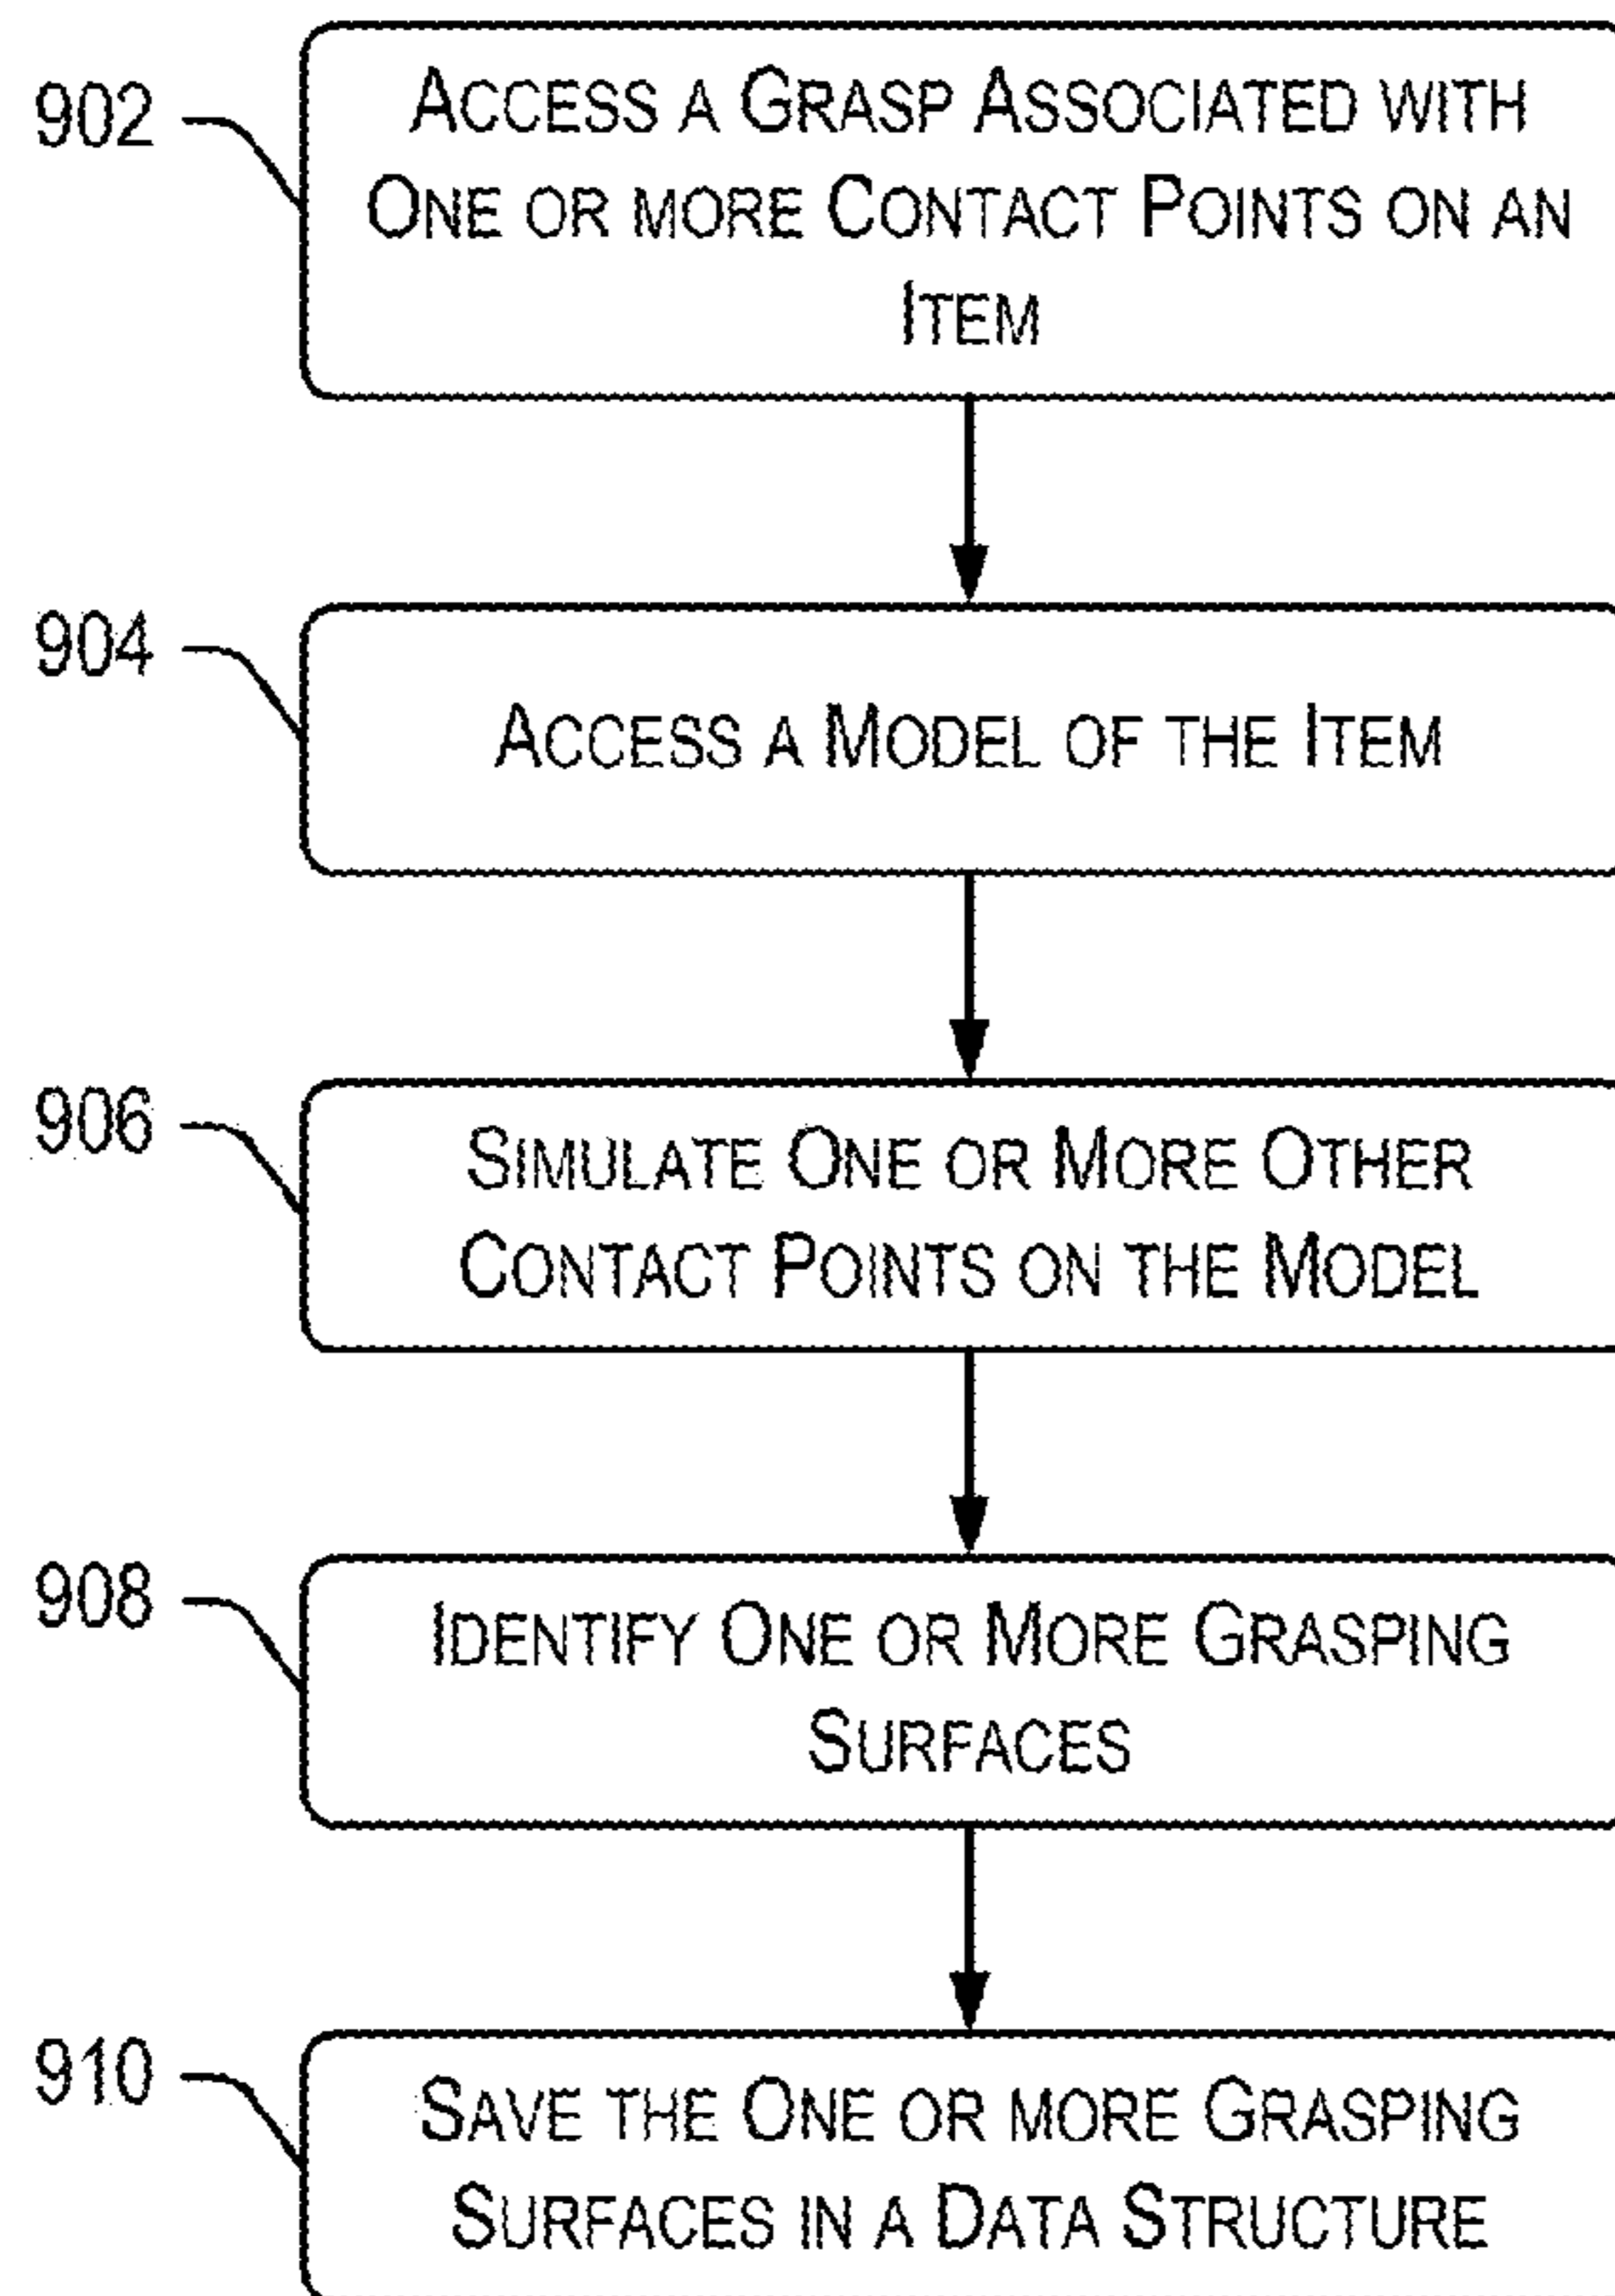 902
ACCESS A GRASP ASSOCIATED WITH
ONE OR MORE CONTACT POINTS ON AN
ITEM
904
ACCESS A MODEL OF THE ITEM
906
SIMULATE ONE OR MORE OTHER
CONTACT POINTS ON THE MODEL
908
IDENTIFY ONE OR MORE GRASPING
SURFACES
910
SAVE THE ONE OR MORE GRASPING
SURFACES IN A DATA STRUCTURE